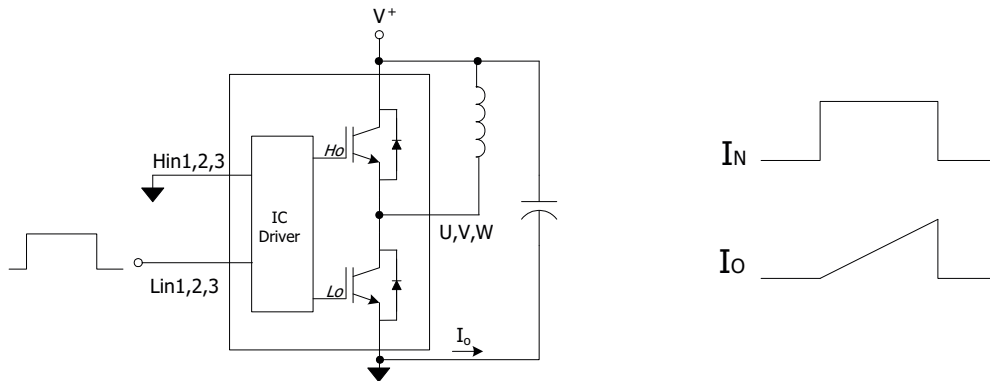 V+
Hin1,2,3
Ho
IC
Driver
U,V,W
Lin1,2,3
Lo
Io
IN
IO